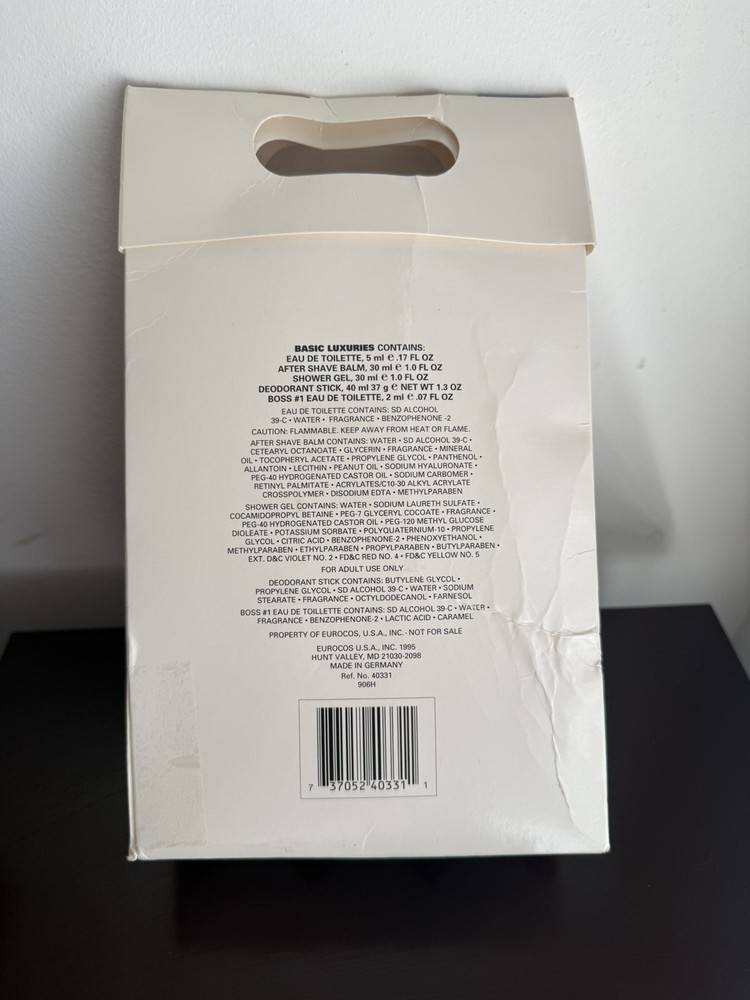 BASIC LUXURIES CONTAINS:
EAU DE TOILETTE, 5 ml ℮ .17 FL OZ
AFTER SHAVE BALM, 30 ml ℮ 1.0 FL OZ
SHOWER GEL, 30 ml ℮ 1.0 FL OZ
DEODORANT STICK, 40 ml 37 g ℮ NET WT 1.3 OZ
BOSS #1 EAU DE TOILETTE, 2 ml ℮ .07 FL OZ
EAU DE TOILETTE CONTAINS: SD ALCOHOL
39-C • WATER • FRAGRANCE • BENZOPHENONE -2
CAUTION: FLAMMABLE. KEEP AWAY FROM HEAT OR FLAME.
AFTER SHAVE BALM CONTAINS: WATER • SD ALCOHOL 39-C •
CETEARYL OCTANOATE • GLYCERIN • FRAGRANCE • MINERAL
OIL • TOCOPHERYL ACETATE • PROPYLENE GLYCOL • PANTHENOL •
ALLANTOIN • LECITHIN • PEANUT OIL • SODIUM HYALURONATE •
PEG-40 HYDROGENATED CASTOR OIL • SODIUM CARBOMER •
RETINYL PALMITATE • ACRYLATES/C10-30 ALKYL ACRYLATE
CROSSPOLYMER • DISODIUM EDTA • METHYLPARABEN
SHOWER GEL CONTAINS: WATER • SODIUM LAURETH SULFATE •
COCAMIDOPROPYL BETAINE • PEG-7 GLYCERYL COCOATE • FRAGRANCE •
PEG-40 HYDROGENATED CASTOR OIL • PEG-120 METHYL GLUCOSE
DIOLEATE • POTASSIUM SORBATE • POLYQUATERNIUM-10 • PROPYLENE
GLYCOL • CITRIC ACID • BENZOPHENONE-2 • PHENOXYETHANOL •
METHYLPARABEN • ETHYLPARABEN • PROPYLPARABEN • BUTYLPARABEN •
EXT. D&C VIOLET NO. 2 • FD&C RED NO. 4 • FD&C YELLOW NO. 5
FOR ADULT USE ONLY
DEODORANT STICK CONTAINS: BUTYLENE GLYCOL •
PROPYLENE GLYCOL • SD ALCOHOL 39-C • WATER • SODIUM
STEARATE • FRAGRANCE • OCTYLDODECANOL • FARNESOL
BOSS #1 EAU DE TOILLETTE CONTAINS: SD ALCOHOL 39-C • WATER •
FRAGRANCE • BENZOPHENONE-2 • LACTIC ACID • CARAMEL
PROPERTY OF EUROCOS, U.S.A., INC.- NOT FOR SALE
EUROCOS U.S.A., INC. 1995
HUNT VALLEY, MD 21030-2098
MADE IN GERMANY
Ref. No. 40331
906H
7 37052 40331 1